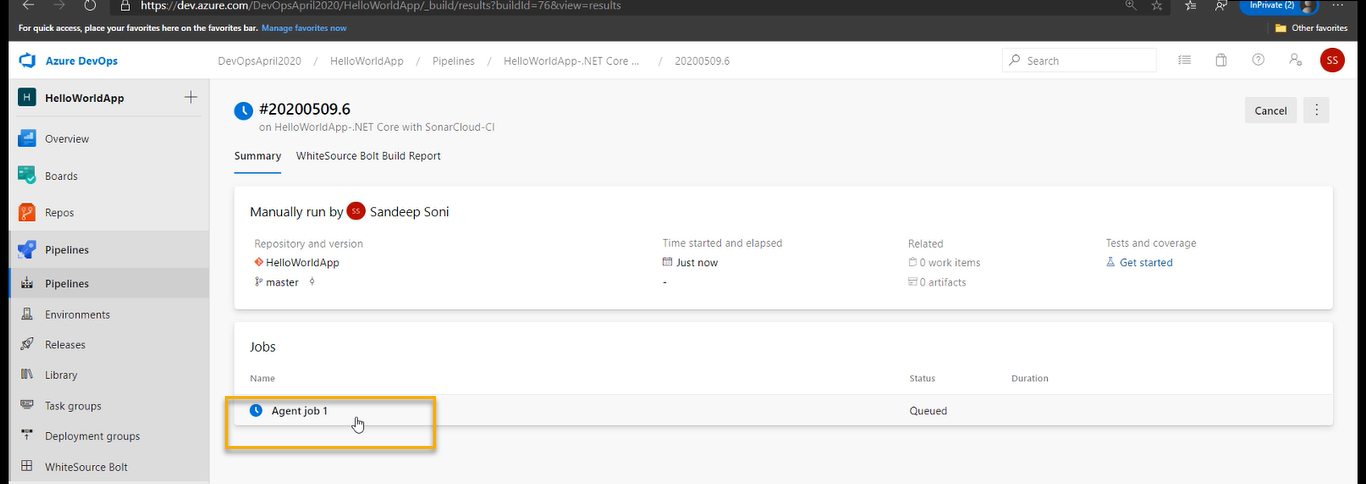 https://dev.azure.com/DevOpsApril2020/HelloWorldApp/_build/results?buildId=76&view=results
InPrivate (2)
For quick access, place your favorites here on the favorites bar. Manage favorites now
Other favorites
Azure DevOps
DevOpsApril2020 / HelloWorldApp / Pipelines / HelloWorldApp-.NET Core ... / 20200509.6
Search
SS
H HelloWorldApp
Overview
Boards
Repos
Pipelines
Pipelines
Environments
Releases
Library
Task groups
Deployment groups
WhiteSource Bolt
#20200509.6
on HelloWorldApp-.NET Core with SonarCloud-CI
Cancel
Summary WhiteSource Bolt Build Report
Manually run by SS Sandeep Soni
Repository and version
HelloWorldApp
master
Time started and elapsed
Just now
-
Related
0 work items
0 artifacts
Tests and coverage
Get started
Jobs
Name Status Duration
Agent job 1 Queued